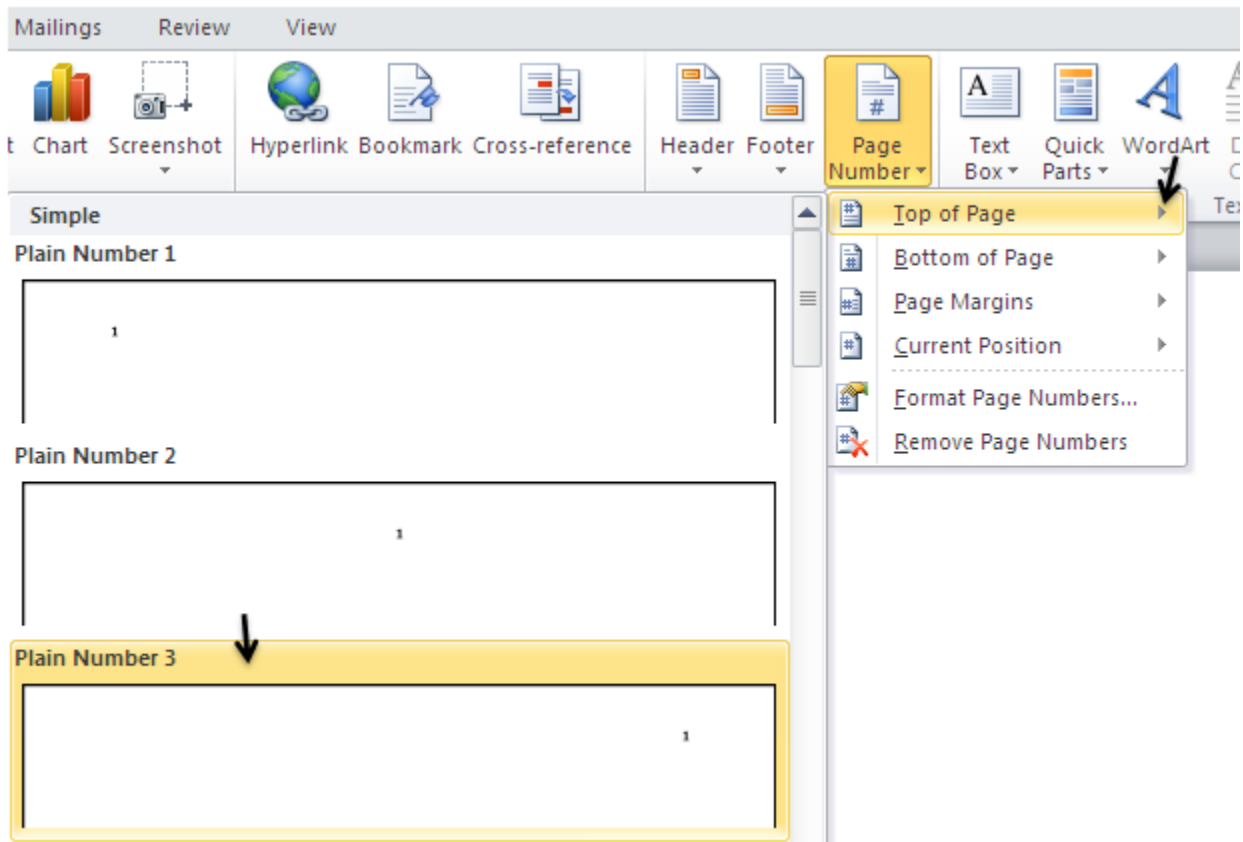 Mailings Review View
Chart Screenshot Hyperlink Bookmark Cross-reference Header Footer Page Number Text Box Quick Parts WordArt
Simple
Plain Number 1
1
Plain Number 2
1
Plain Number 3
1
Top of Page
Bottom of Page
Page Margins
Current Position
Format Page Numbers...
Remove Page Numbers